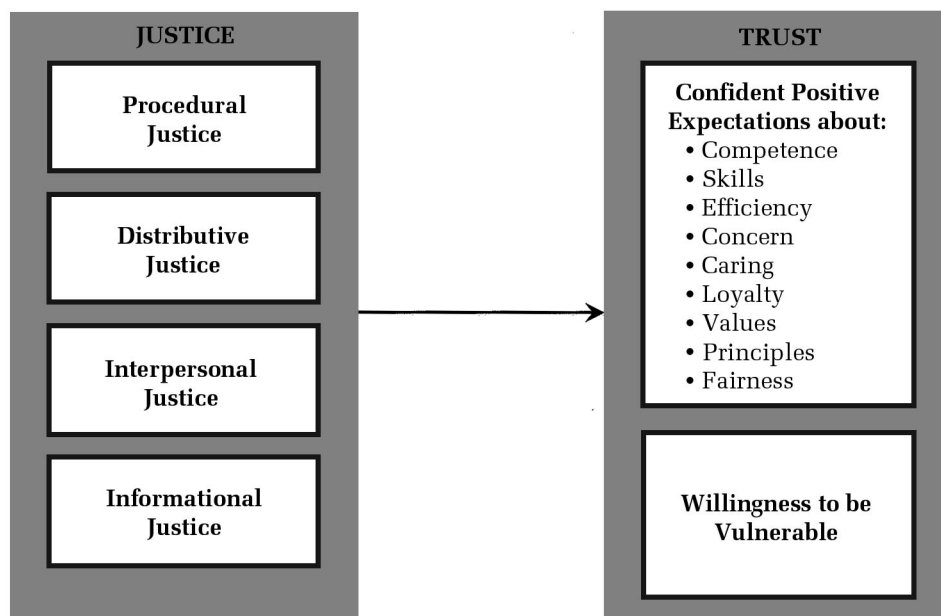 JUSTICE
Procedural
Justice
Distributive
Justice
Interpersonal
Justice
Informational
Justice
TRUST
Confident Positive
Expectations about:
• Competence
• Skills
• Efficiency
• Concern
• Caring
• Loyalty
• Values
• Principles
• Fairness
Willingness to be
Vulnerable